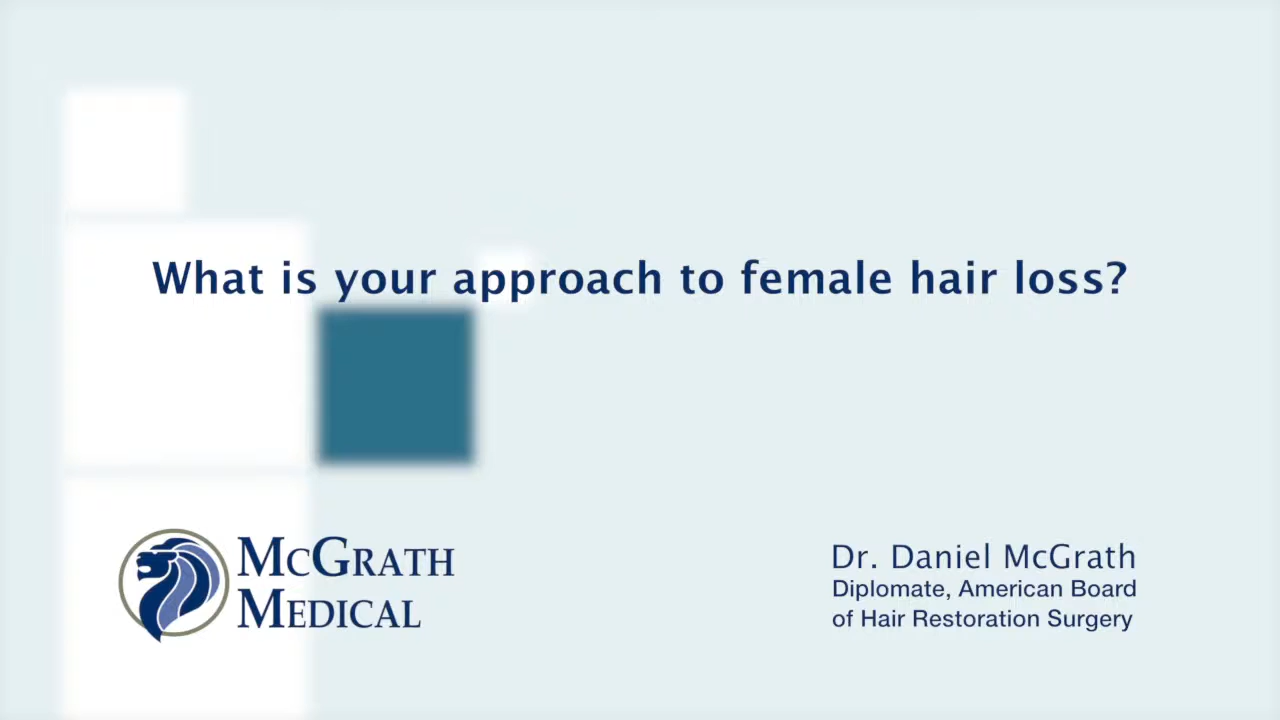 What is your approach to female hair loss?
McGrath
Medical
Dr. Daniel McGrath
Diplomate, American Board
of Hair Restoration Surgery